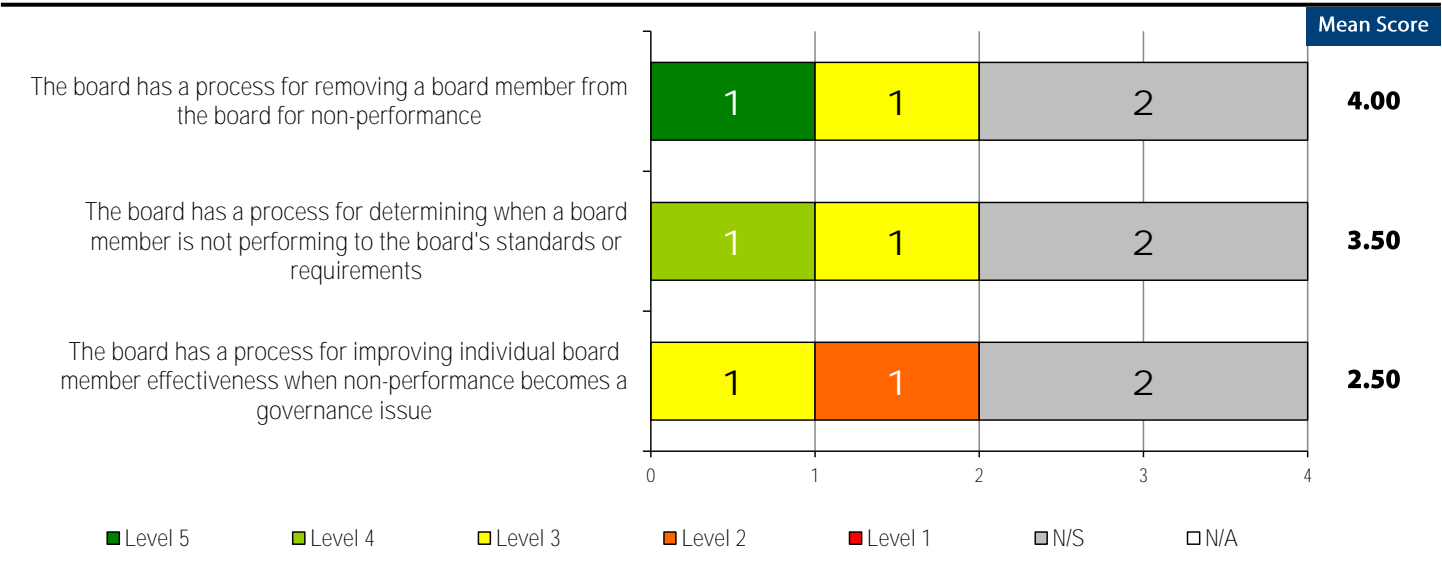 Mean Score
The board has a process for removing a board member from
the board for non-performance
1
1
2
4.00
The board has a process for determining when a board
member is not performing to the board's standards or
requirements
1
1
2
3.50
The board has a process for improving individual board
member effectiveness when non-performance becomes a
governance issue
1
1
2
2.50
0
1
2
3
4
Level 5
Level 4
Level 3
Level 2
Level 1
N/S
N/A